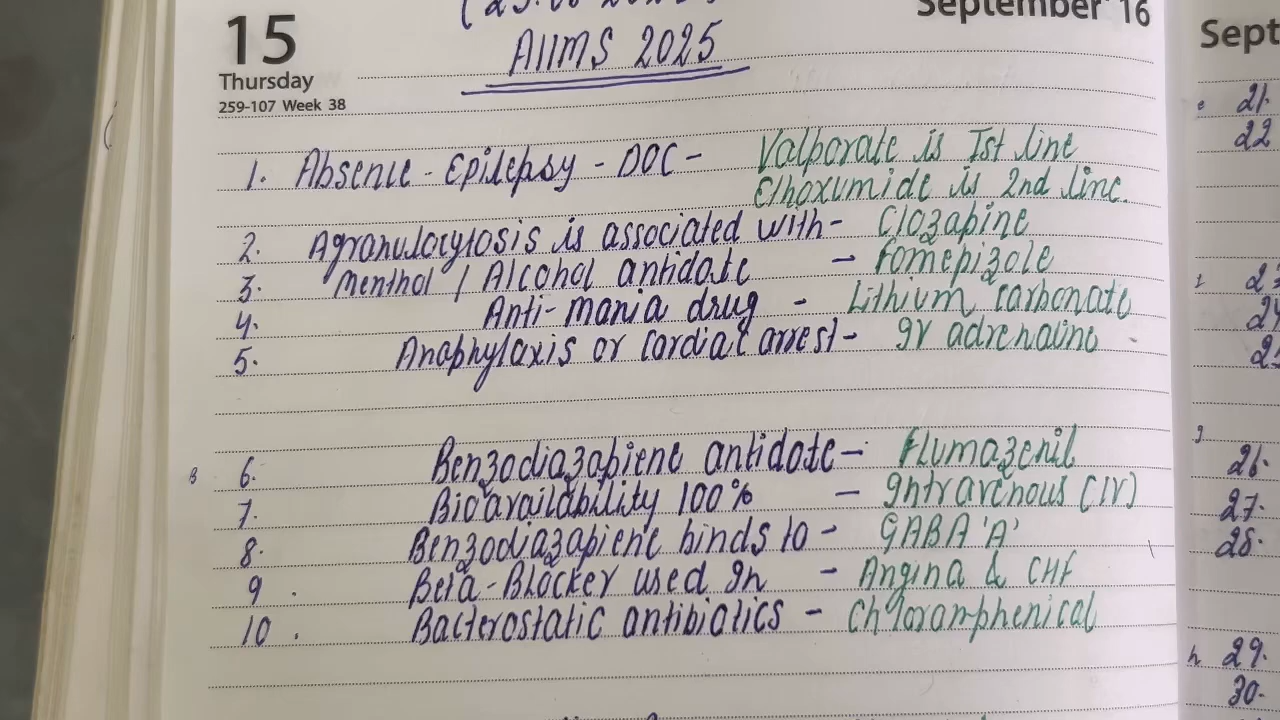 15
Thursday
259-107 Week 38
September 16
AIIMS 2025
1. Absence - Epilepsy - DOC - Valporate is Ist line
Ethoxumide is 2nd line.
2. Agranulocytosis is associated with - Clozapine
3. Menthol / Alcohol antidate - Fomepizole
4. Anti-mania drug - Lithium carbonate
5. Anaphylaxis or Cardiac arrest - IV adrenaline
6. Benzodiazapiene antidate - Flumazenil
7. Bioavailability 100% - Intravenous (IV)
8. Benzodiazapiene binds to - GABA 'A'
9. Beta-Blocker used In - Angina & CHF
10. Bacterostatic antibiotics - Chloramphenical
Sept
21.
22
26.
27.
28.
29.
30.